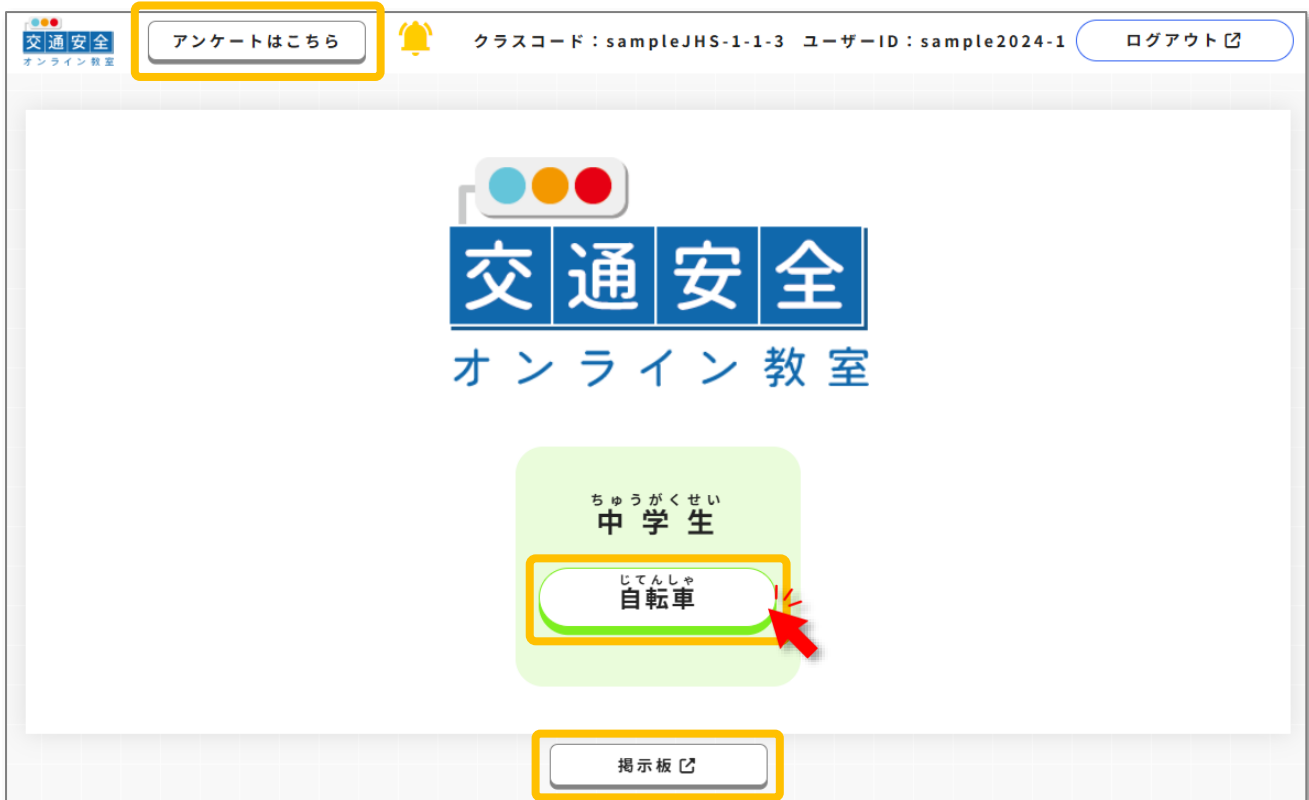 交通安全
オンライン教室
アンケートはこちら
クラスコード：sampleJHS-1-1-3 ユーザーID：sample2024-1
ログアウト
交通安全
オンライン教室
ちゅうがくせい
中学生
じてんしゃ
自転車
掲示板